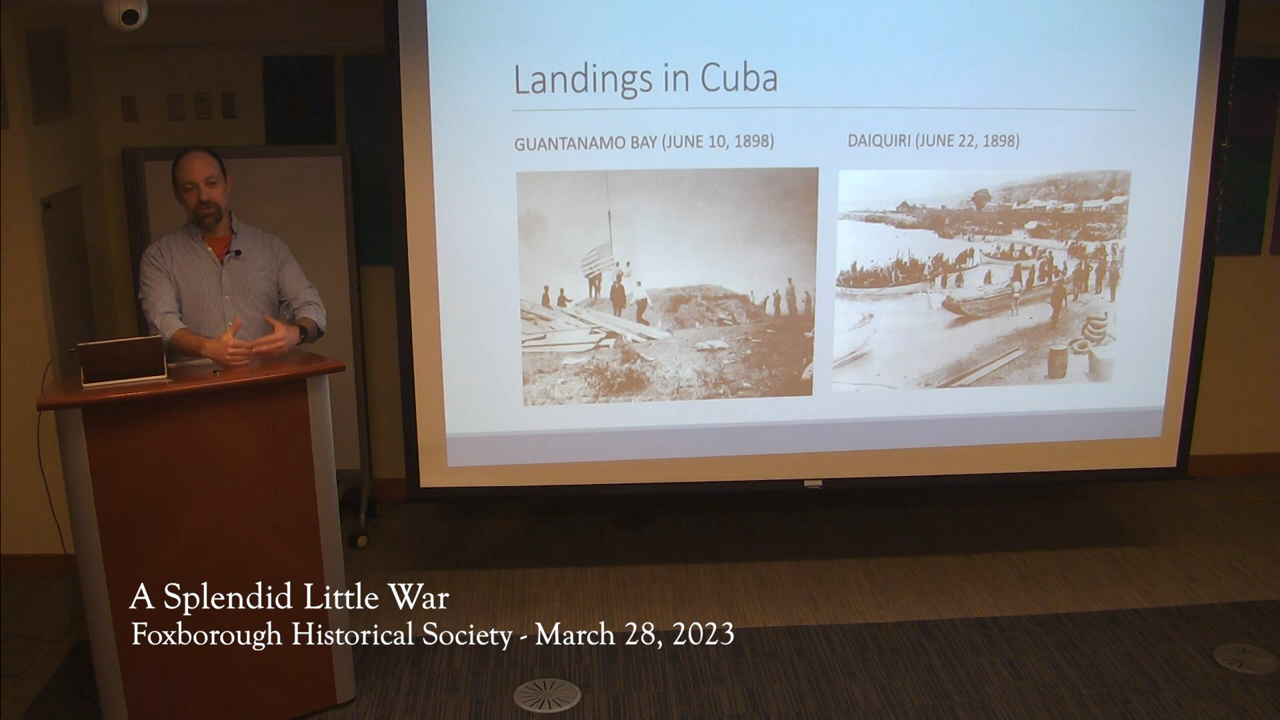 Landings in Cuba
GUANTANAMO BAY (JUNE 10, 1898)
DAIQUIRI (JUNE 22, 1898)
A Splendid Little War
Foxborough Historical Society - March 28, 2023